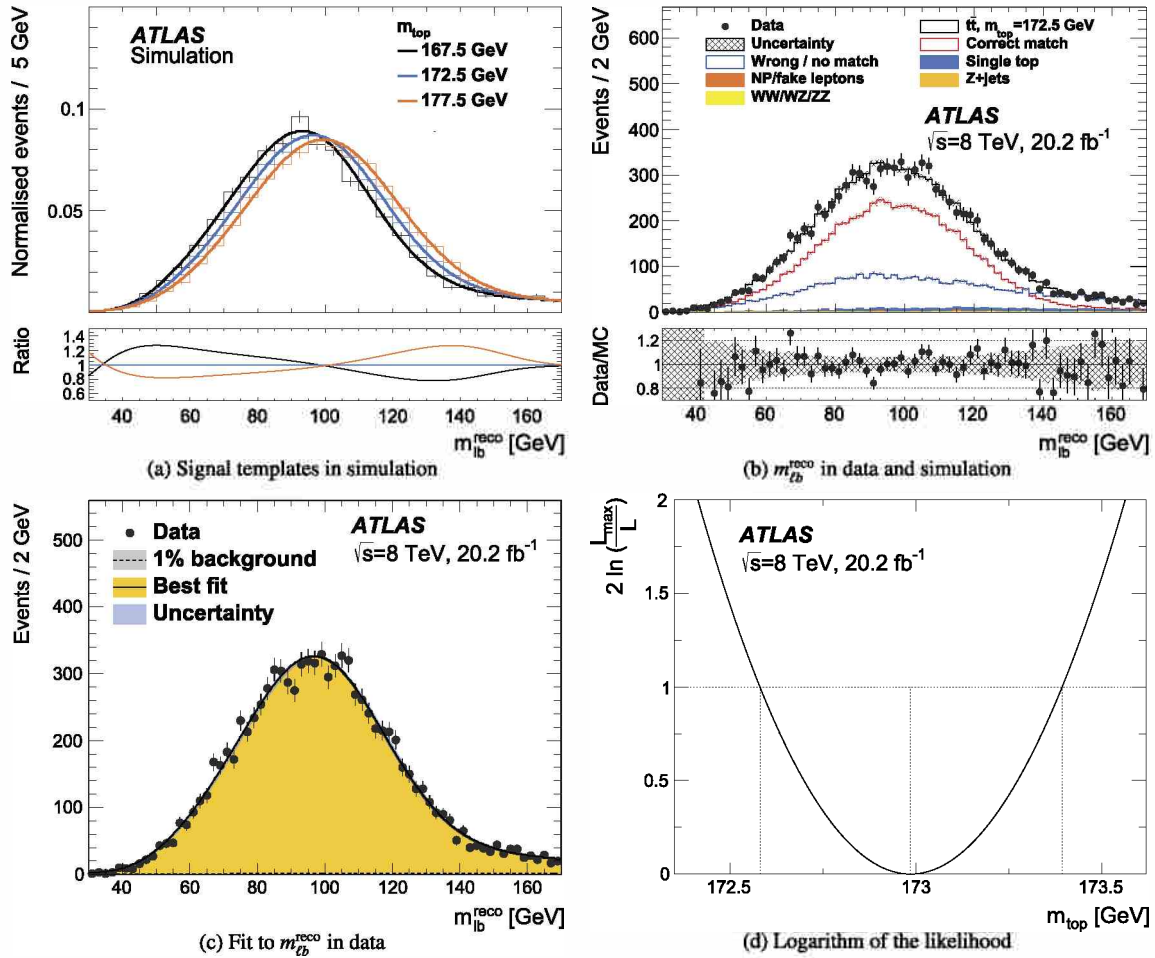 ATLAS
Simulation
m_top
167.5 GeV
172.5 GeV
177.5 GeV
Normalised events / 5 GeV
0.1
0.05
Ratio
1.4
1.2
1
0.8
40 60 80 100 120 140 160
m_lb^reco [GeV]
(a) Signal templates in simulation
Data
Uncertainty
Wrong / no match
NP/fake leptons
WW/WZ/ZZ
tt̄, m_top=172.5 GeV
Correct match
Single top
Z+jets
ATLAS
√s=8 TeV, 20.2 fb⁻¹
Events / 2 GeV
600
500
400
300
200
100
0
Data/MC
1.2
1
0.8
40 60 80 100 120 140 160
m_lb^reco [GeV]
(b) m_ℓb^reco in data and simulation
Data
1% background
Best fit
Uncertainty
ATLAS
√s=8 TeV, 20.2 fb⁻¹
Events / 2 GeV
500
400
300
200
100
0
40 60 80 100 120 140 160
m_lb^reco [GeV]
(c) Fit to m_ℓb^reco in data
ATLAS
√s=8 TeV, 20.2 fb⁻¹
2 ln (L_max/L)
2
1.5
1
0.5
0
172.5 173 173.5
m_top [GeV]
(d) Logarithm of the likelihood